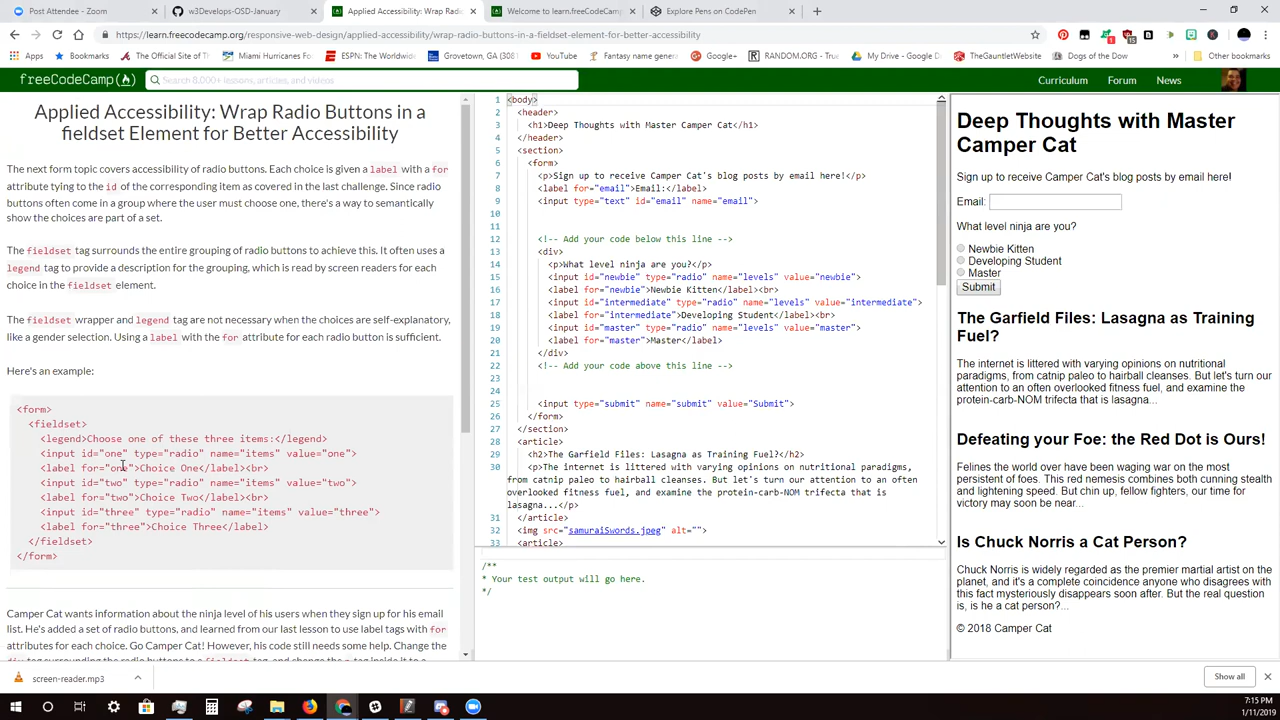 Post Attendee - Zoom
w3Develops-OSD-January
Applied Accessibility: Wrap Radio
Welcome to learn.freeCodeCamp
Explore Pens on CodePen
https://learn.freecodecamp.org/responsive-web-design/applied-accessibility/wrap-radio-buttons-in-a-fieldset-element-for-better-accessibility
Apps
Bookmarks
The Official Site of
Miami Hurricanes
ESPN: The Worldwide
Grovetown, GA (3081
YouTube
Fantasy name genera
Google+
RANDOM.ORG - True
My Drive - Google D
TheGauntletWebsite
Dogs of the Dow
Other bookmarks
freeCodeCamp
Search 8,000+ lessons, articles, and videos
Curriculum
Forum
News
Applied Accessibility: Wrap Radio Buttons in a
fieldset Element for Better Accessibility
The next form topic covers accessibility of radio buttons. Each choice is given a label with a for
attribute tying to the id of the corresponding item as covered in the last challenge. Since radio
buttons often come in a group where the user must choose one, there's a way to semantically
show the choices are part of a set.
The fieldset tag surrounds the entire grouping of radio buttons to achieve this. It often uses a
legend tag to provide a description for the grouping, which is read by screen readers for each
choice in the fieldset element.
The fieldset wrapper and legend tag are not necessary when the choices are self-explanatory,
like a gender selection. Using a label with the for attribute for each radio button is sufficient.
Here's an example:
<form>
<fieldset>
<legend>Choose one of these three items:</legend>
<input id="one" type="radio" name="items" value="one">
<label for="one">Choice One</label><br>
<input id="two" type="radio" name="items" value="two">
<label for="two">Choice Two</label><br>
<input id="three" type="radio" name="items" value="three">
<label for="three">Choice Three</label>
</fieldset>
</form>
Camper Cat wants information about the ninja level of his users when they sign up for his email
list. He's added a set of radio buttons, and learned from our last lesson to use label tags with for
attributes for each choice. Go Camper Cat! However, his code still needs some help. Change the
div tag surrounding the radio buttons to a fieldset tag, and change the p tag inside it to a
1 <body>
2 <header>
3 <h1>Deep Thoughts with Master Camper Cat</h1>
4 </header>
5 <section>
6 <form>
7 <p>Sign up to receive Camper Cat's blog posts by email here!</p>
8 <label for="email">Email:</label>
9 <input type="text" id="email" name="email">
10
11
12 <!-- Add your code below this line -->
13 <div>
14 <p>What level ninja are you?</p>
15 <input id="newbie" type="radio" name="levels" value="newbie">
16 <label for="newbie">Newbie Kitten</label><br>
17 <input id="intermediate" type="radio" name="levels" value="intermediate">
18 <label for="intermediate">Developing Student</label><br>
19 <input id="master" type="radio" name="levels" value="master">
20 <label for="master">Master</label>
21 </div>
22 <!-- Add your code above this line -->
23
24
25 <input type="submit" name="submit" value="Submit">
26 </form>
27 </section>
28 <article>
29 <h2>The Garfield Files: Lasagna as Training Fuel?</h2>
30 <p>The internet is littered with varying opinions on nutritional paradigms,
from catnip paleo to hairball cleanses. But let's turn our attention to an often
overlooked fitness fuel, and examine the protein-carb-NOM trifecta that is
lasagna...</p>
31 </article>
32 <img src="samuraiSwords.jpeg" alt="">
33 <article>
/**
* Your test output will go here.
*/
Deep Thoughts with Master
Camper Cat
Sign up to receive Camper Cat's blog posts by email here!
Email:
What level ninja are you?
Newbie Kitten
Developing Student
Master
Submit
The Garfield Files: Lasagna as Training
Fuel?
The internet is littered with varying opinions on nutritional
paradigms, from catnip paleo to hairball cleanses. But let's turn our
attention to an often overlooked fitness fuel, and examine the
protein-carb-NOM trifecta that is lasagna...
Defeating your Foe: the Red Dot is Ours!
Felines the world over have been waging war on the most
persistent of foes. This red nemesis combines both cunning stealth
and lightening speed. But chin up, fellow fighters, our time for
victory may soon be near...
Is Chuck Norris a Cat Person?
Chuck Norris is widely regarded as the premier martial artist on the
planet, and it's a complete coincidence anyone who disagrees with
this fact mysteriously disappears soon after. But the real question
is, is he a cat person?...
© 2018 Camper Cat
screen-reader.mp3
Show all
7:15 PM
1/11/2019